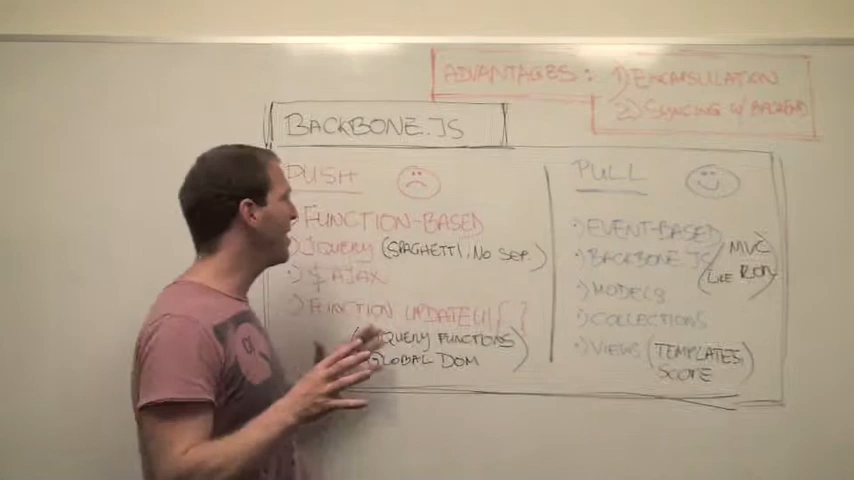 ADVANTAGES: 1) ENCAPSULATION
2) SYNCING W/ BACKEND
BACKBONE.JS
PUSH
FUNCTION-BASED
JQUERY (SPAGHETTI, NO SEP.)
$ AJAX
FUNCTION UPDATEUI { }
(JQUERY FUNCTIONS
GLOBAL DOM)
PULL
EVENT-BASED
BACKBONE JS (MVC
LIKE ROR)
MODELS
COLLECTIONS
VIEWS (TEMPLATES,
SCOPE)